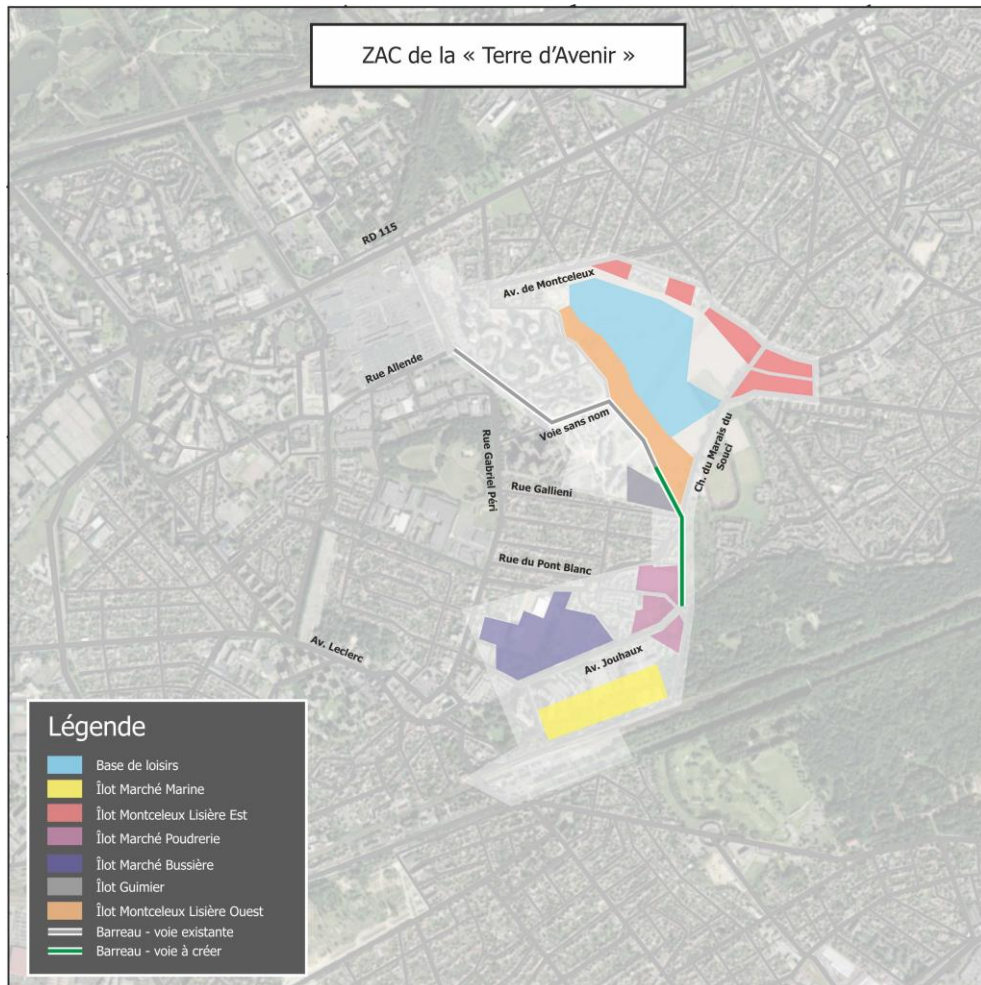 ZAC de la « Terre d’Avenir »
RD 115
Av. de Montceleux
Rue Allende
Voie sans nom
Ch. du Marais du
Souci
Rue Gabriel Péri
Rue Gallieni
Rue du Pont Blanc
Av. Leclerc
Av. Jouhaux
Légende
Base de loisirs
Îlot Marché Marine
Îlot Montceleux Lisière Est
Îlot Marché Poudrerie
Îlot Marché Bussière
Îlot Guimier
Îlot Montceleux Lisière Ouest
Barreau - voie existante
Barreau - voie à créer